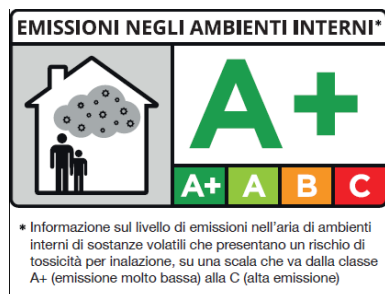 EMISSIONI NEGLI AMBIENTI INTERNI*
A+
A+ A B C
* Informazione sul livello di emissioni nell'aria di ambienti
interni di sostanze volatili che presentano un rischio di
tossicità per inalazione, su una scala che va dalla classe
A+ (emissione molto bassa) alla C (alta emissione)